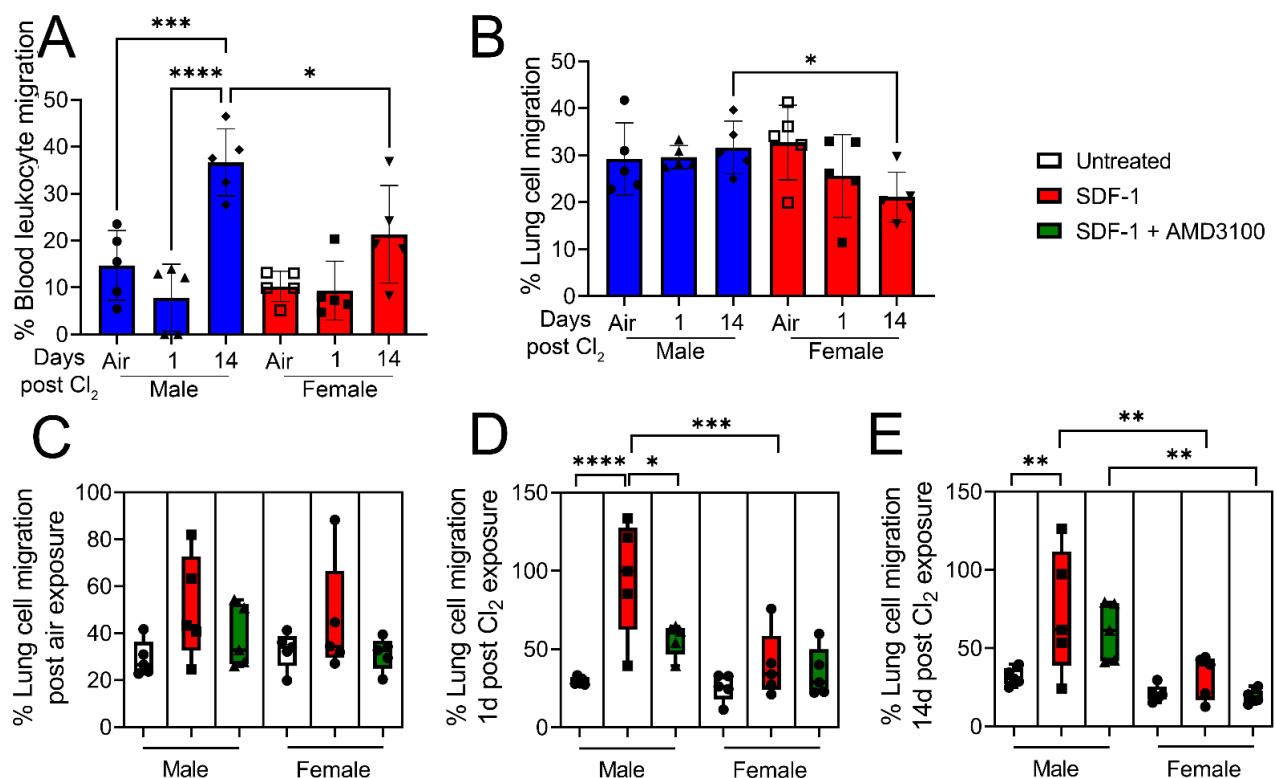 A
% Blood leukocyte migration
50
40
30
20
10
0
***
****
*
Days
post Cl₂
Air 1 14 Air 1 14
Male Female
B
% Lung cell migration
50
40
30
20
10
0
*
Days
post Cl₂
Air 1 14 Air 1 14
Male Female
Untreated
SDF-1
SDF-1 + AMD3100
C
% Lung cell migration
post air exposure
100
80
60
40
20
0
Male Female
D
% Lung cell migration
1d post Cl₂ exposure
150
100
50
0
***
**** *
Male Female
E
% Lung cell migration
14d post Cl₂ exposure
150
100
50
0
**
** **
Male Female